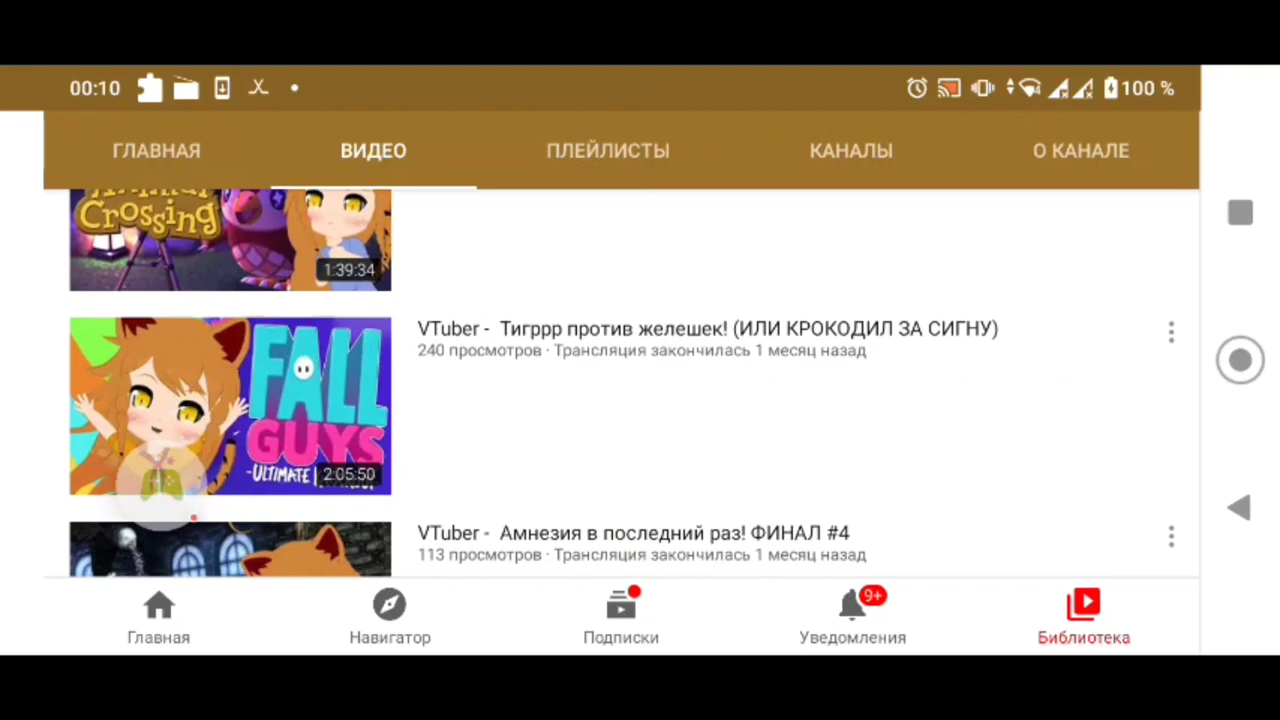 00:10
100 %
ГЛАВНАЯ
ВИДЕО
ПЛЕЙЛИСТЫ
КАНАЛЫ
О КАНАЛЕ
Crossing
1:39:34
VTuber - Тигррр против желешек! (ИЛИ КРОКОДИЛ ЗА СИГНУ)
240 просмотров · Трансляция закончилась 1 месяц назад
FALL
GUYS
-ULTIMATE
2:05:50
VTuber - Амнезия в последний раз! ФИНАЛ #4
113 просмотров · Трансляция закончилась 1 месяц назад
9+
Главная
Навигатор
Подписки
Уведомления
Библиотека